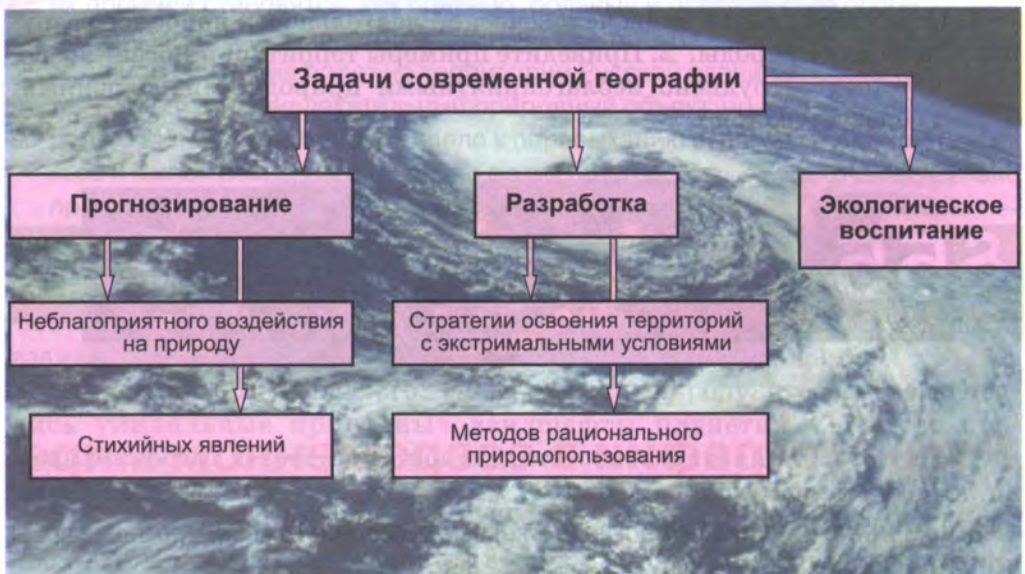 Задачи современной географии
Прогнозирование
Неблагоприятного воздействия
на природу
Стихийных явлений
Разработка
Стратегии освоения территорий
с экстримальными условиями
Методов рационального
природопользования
Экологическое
воспитание